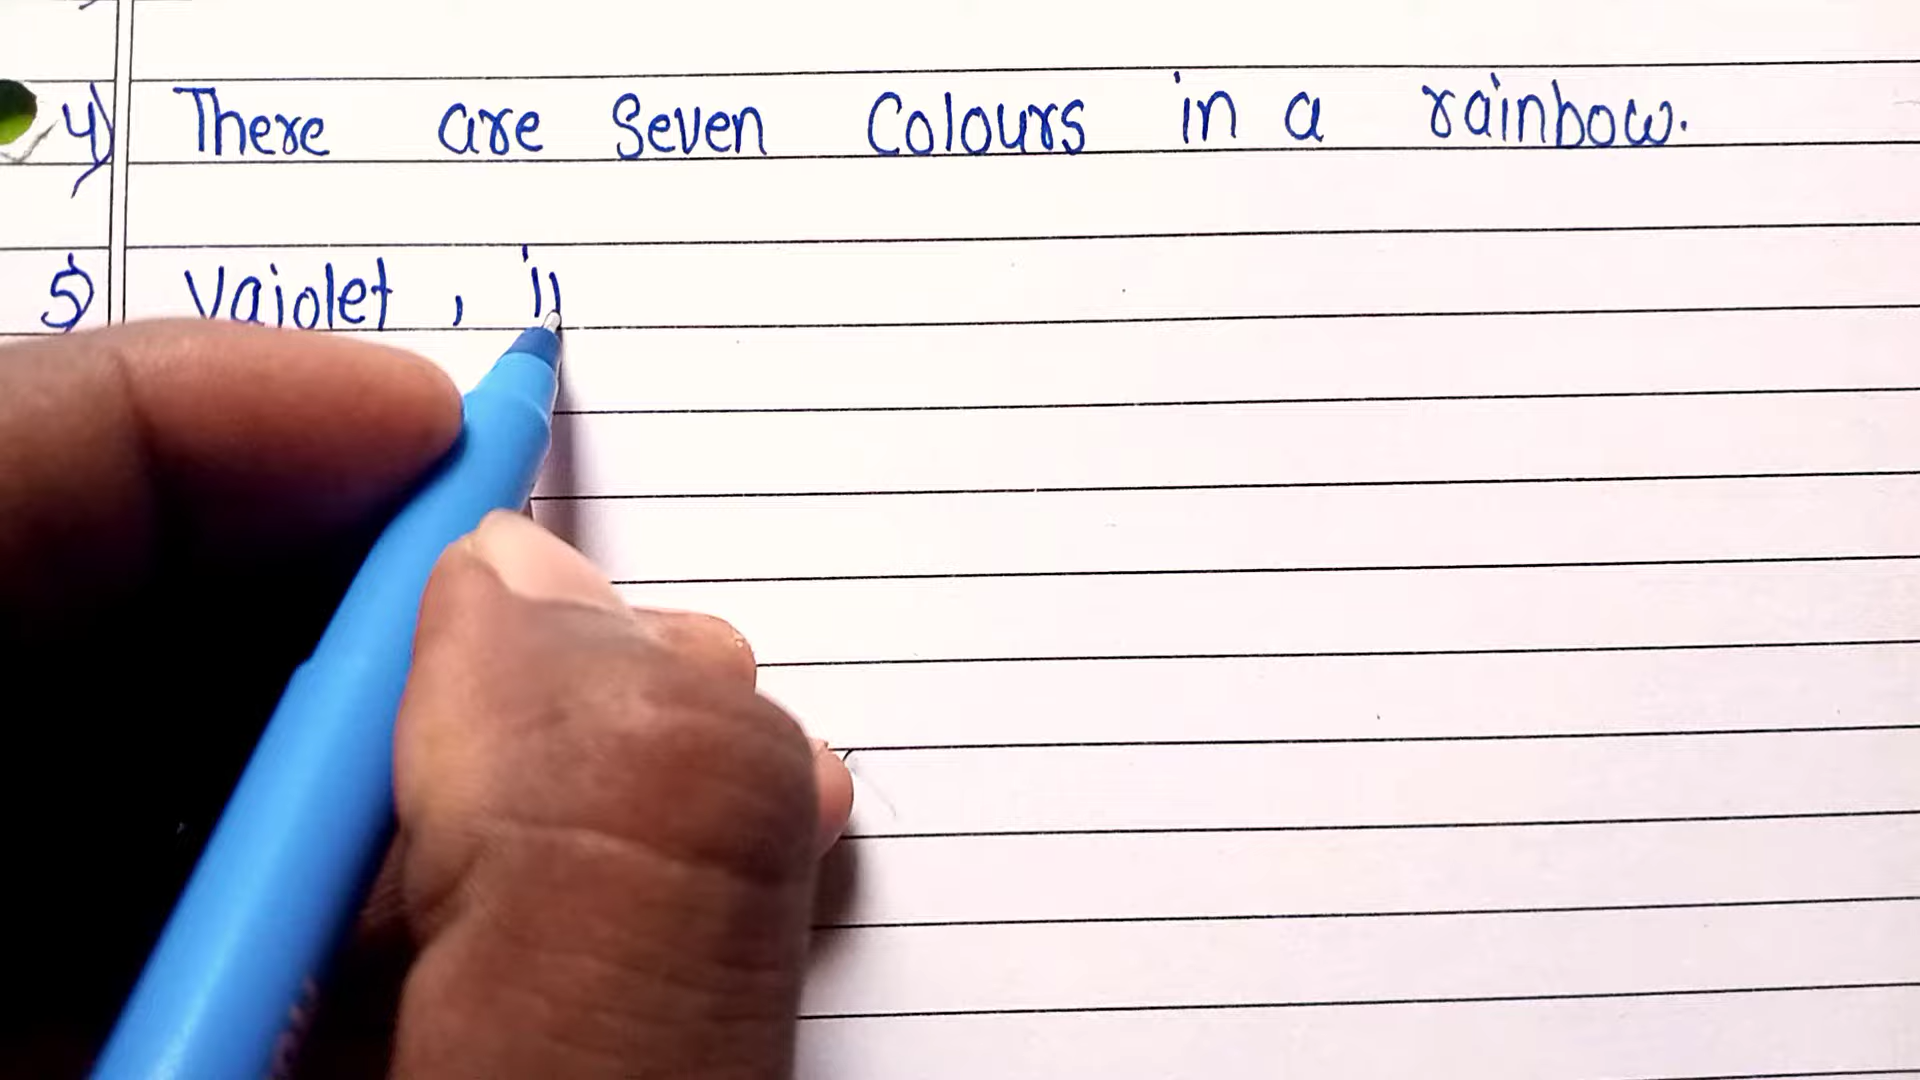 4) There are seven Colours in a rainbow.
5) Vaiolet , i